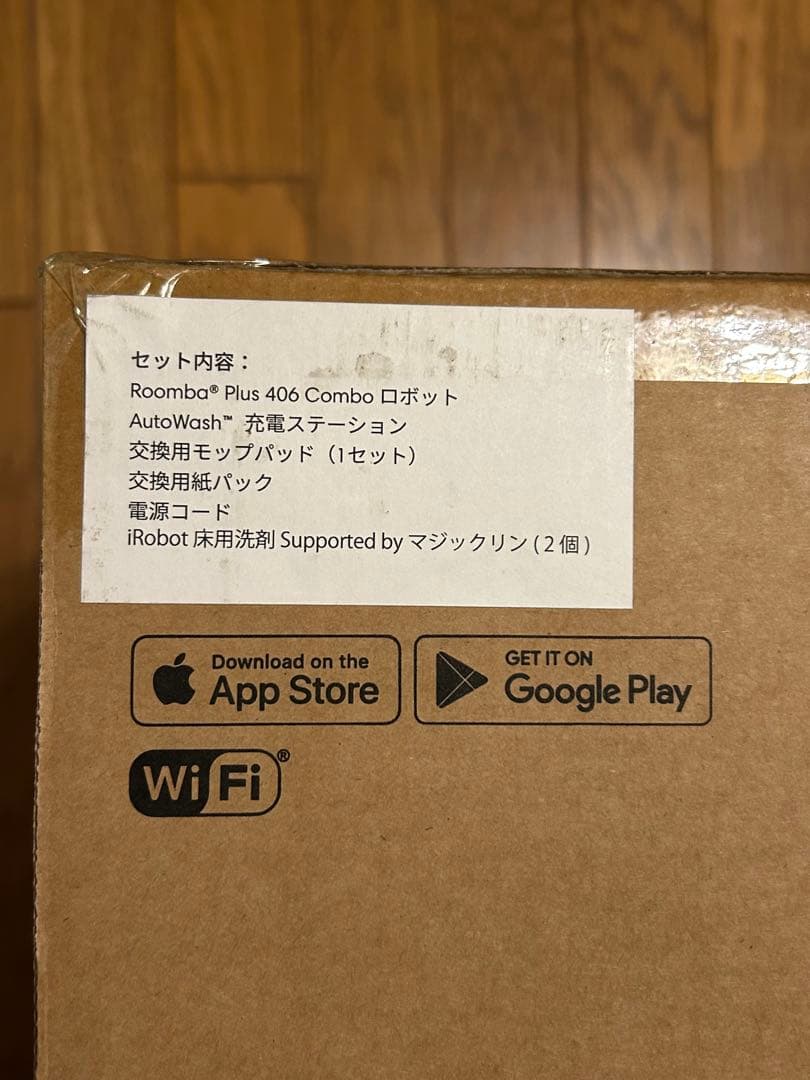 セット内容：
Roomba® Plus 406 Combo ロボット
AutoWash™ 充電ステーション
交換用モップパッド（1セット）
交換用紙パック
電源コード
iRobot 床用洗剤 Supported by マジックリン ( 2 個 )
Download on the
App Store
GET IT ON
Google Play
Wi Fi®